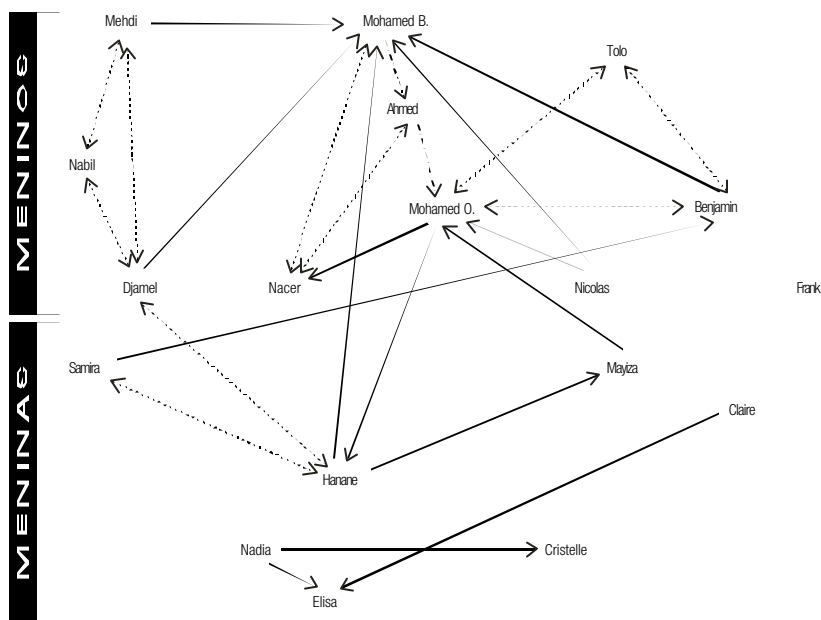 MENINOS
Mehdi
Mohamed B.
Tolo
Ahmed
Nabil
Mohamed O.
Benjamin
Djamel
Nacer
Nicolas
Frank
MENINAS
Samira
Mayiza
Claire
Hanane
Nadia
Cristelle
Elisa